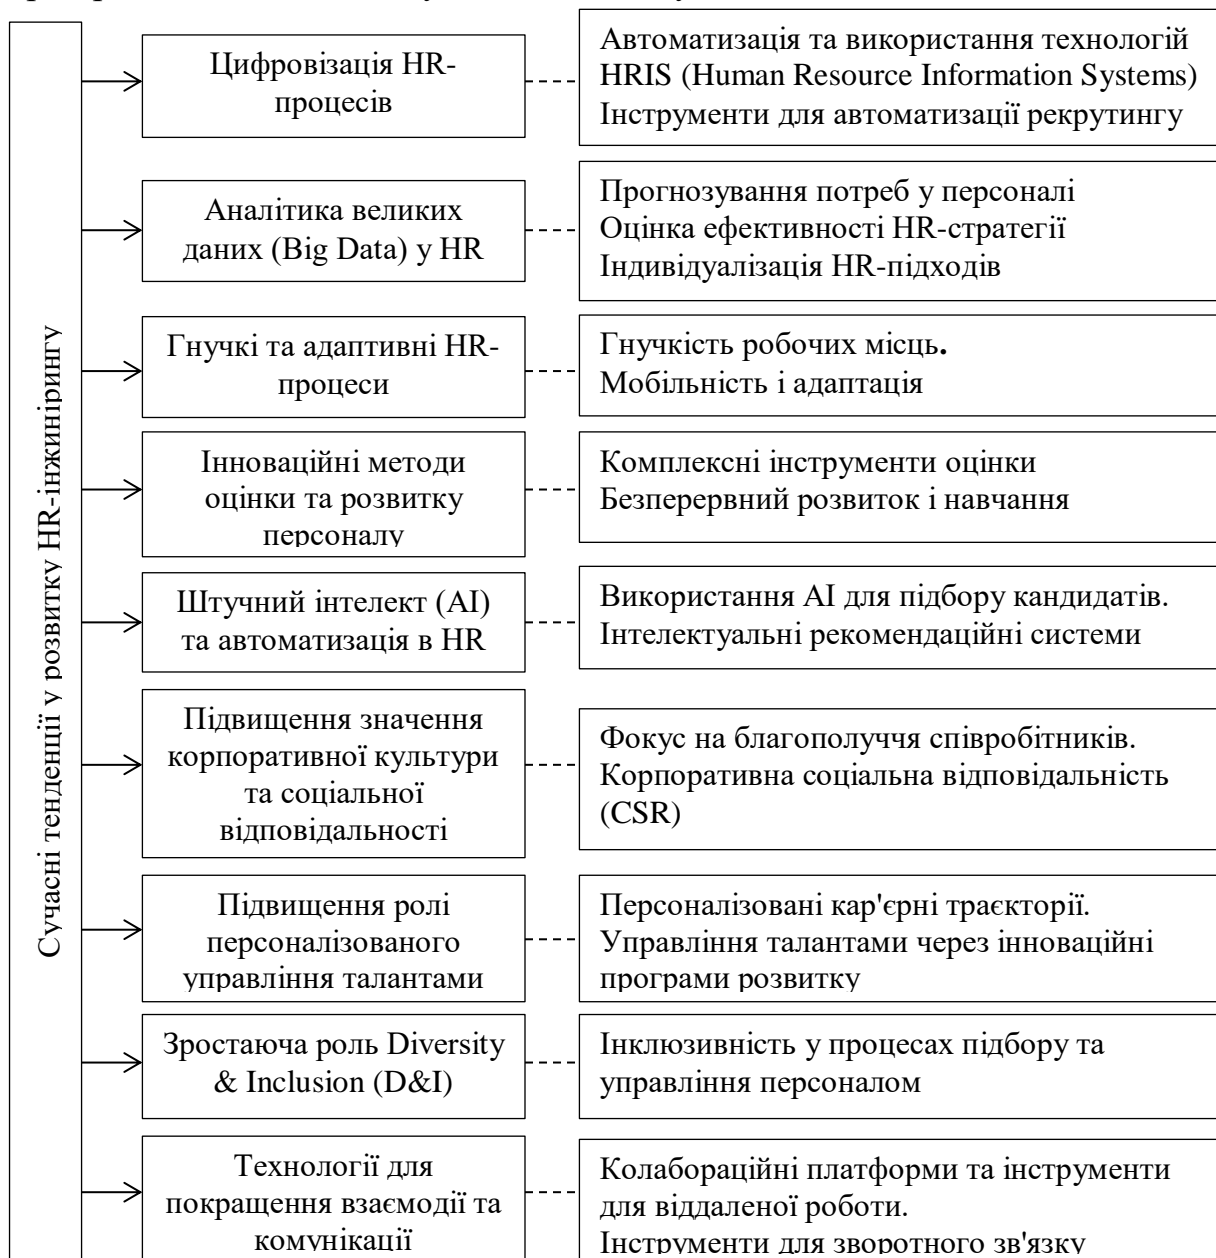 Сучасні тенденції у розвитку HR-інжинірингу
Цифровізація HR-
процесів
Автоматизація та використання технологій
HRIS (Human Resource Information Systems)
Інструменти для автоматизації рекрутингу
Аналітика великих
даних (Big Data) у HR
Прогнозування потреб у персоналі
Оцінка ефективності HR-стратегії
Індивідуалізація HR-підходів
Гнучкі та адаптивні HR-
процеси
Гнучкість робочих місць.
Мобільність і адаптація
Інноваційні методи
оцінки та розвитку
персоналу
Комплексні інструменти оцінки
Безперервний розвиток і навчання
Штучний інтелект (AI)
та автоматизація в HR
Використання AI для підбору кандидатів.
Інтелектуальні рекомендаційні системи
Підвищення значення
корпоративної культури
та соціальної
відповідальності
Фокус на благополуччя співробітників.
Корпоративна соціальна відповідальність
(CSR)
Підвищення ролі
персоналізованого
управління талантами
Персоналізовані кар'єрні траєкторії.
Управління талантами через інноваційні
програми розвитку
Зростаюча роль Diversity
& Inclusion (D&I)
Інклюзивність у процесах підбору та
управління персоналом
Технології для
покращення взаємодії та
комунікації
Колабораційні платформи та інструменти
для віддаленої роботи.
Інструменти для зворотного зв'язку